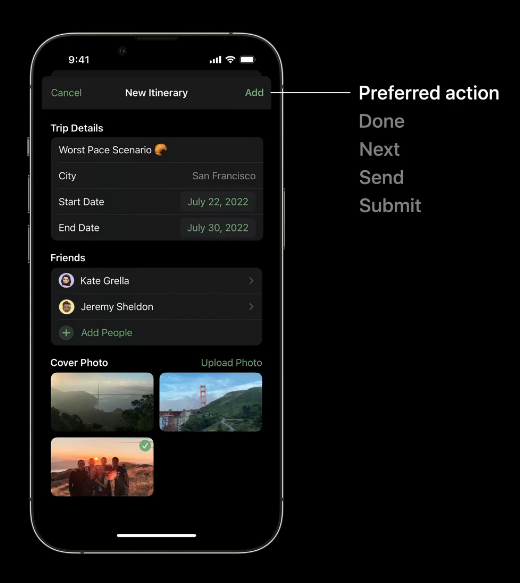 9:41
Cancel New Itinerary Add
Trip Details
Worst Pace Scenario
City San Francisco
Start Date July 22, 2022
End Date July 30, 2022
Friends
Kate Grella
Jeremy Sheldon
Add People
Cover Photo Upload Photo
Preferred action
Done
Next
Send
Submit